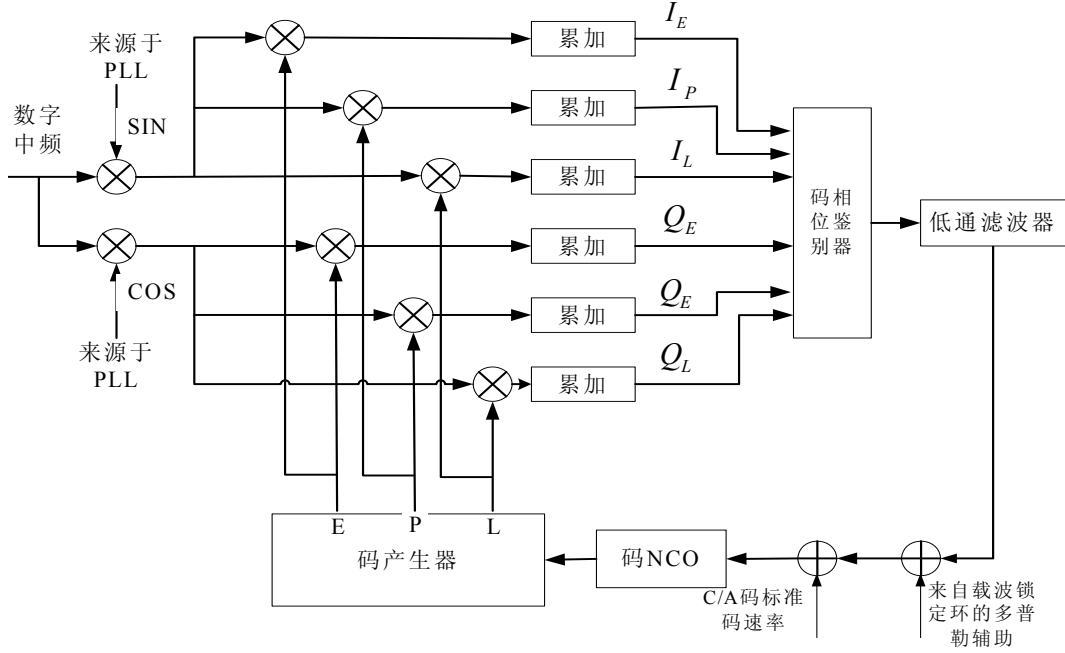 来源于
PLL
数字
中频
SIN
COS
来源于
PLL
累加
累加
累加
累加
累加
累加
I_E
I_P
I_L
Q_E
Q_E
Q_L
码相
位鉴
别器
低通滤波器
E P L
码产生器
码NCO
C/A码标准
码速率
来自载波锁
定环的多普
勒辅助